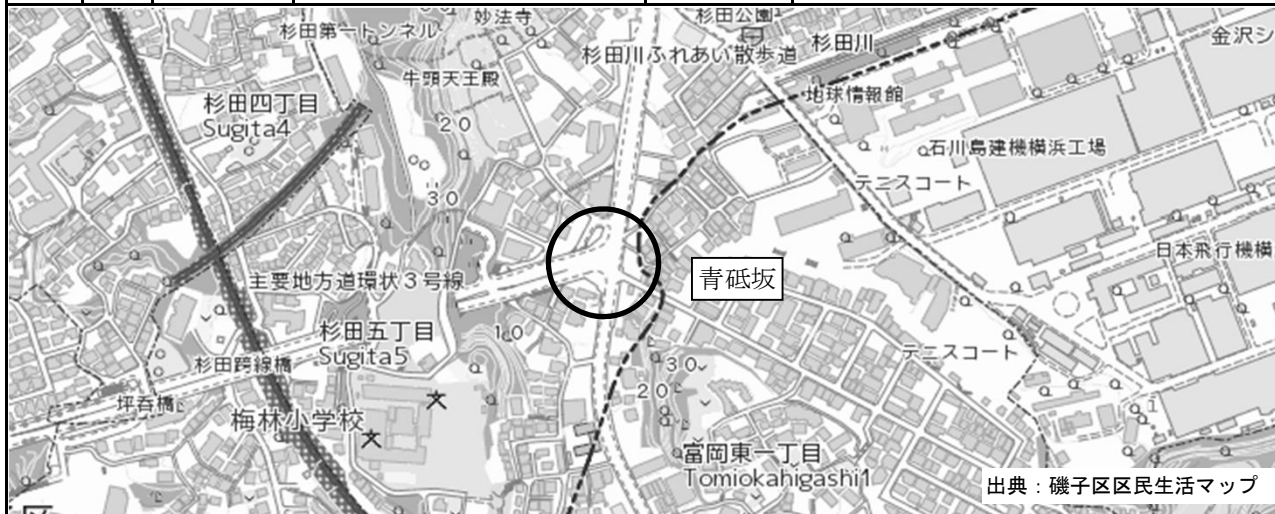 妙法寺
杉田公園
杉田第一トンネル
杉田川ふれあい散歩道
杉田川
金沢シ
牛頭天王殿
地球情報館
杉田四丁目
Sugita4
20
石川島建機横浜工場
テニスコート
30
主要地方道環状3号線
青砥坂
日本飛行機横
杉田五丁目
Sugita5
10
杉田跨線橋
30
20
テニスコート
坪呑橋
梅林小学校
富岡東一丁目
Tomiokahigashi1
出典:磯子区区民生活マップ